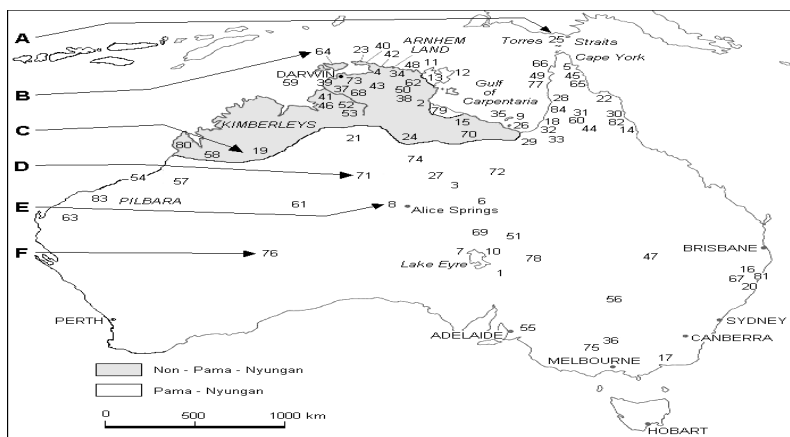 A
B
C
D
E
F
Torres 25 Straits
Cape York
64 23 40 ARNHEM
42 LAND
DARWIN
59 39 73 4 34 48 11 12 13
37 68 43 50 62
38 2
41 52
46 53
79
Gulf
of
Carpentaria
66 5
49 45
77 65
28 22
84 31 30
18 60 82
32 44 14
33
35 9
26
29
KIMBERLEYS
15
70
80 58 19 21 24
74
54 57 71 27 72
3
83 PILBARA 61 8 6
63 Alice Springs
69 51
76 7 10 78 47
Lake Eyre
1
BRISBANE
16
67 81
20
56
PERTH
ADELAIDE 55
SYDNEY
CANBERRA
75 36
MELBOURNE 17
Non - Pama - Nyungan
Pama - Nyungan
0 500 1000 km
HOBART